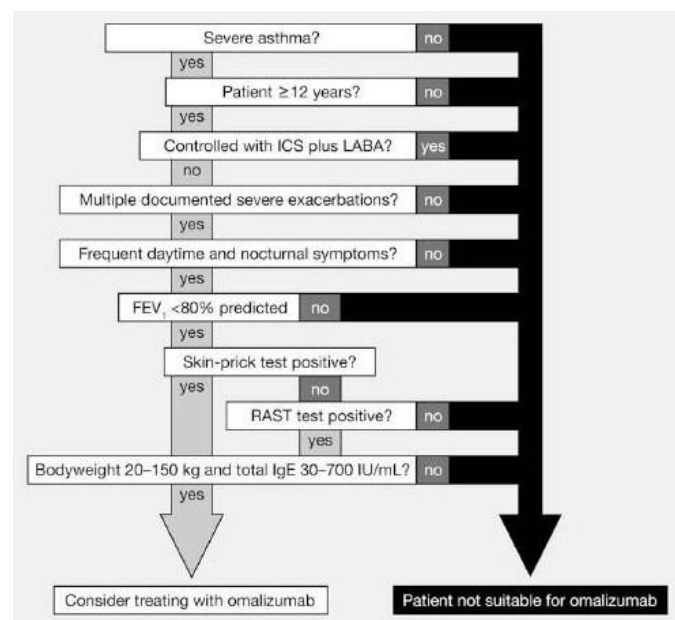 Severe asthma? no
yes
Patient ≥12 years? no
yes
Controlled with ICS plus LABA? yes
no
Multiple documented severe exacerbations? no
yes
Frequent daytime and nocturnal symptoms? no
yes
FEV₁ <80% predicted no
yes
Skin-prick test positive?
yes no
RAST test positive? no
yes
Bodyweight 20–150 kg and total IgE 30–700 IU/mL? no
yes
Consider treating with omalizumab Patient not suitable for omalizumab